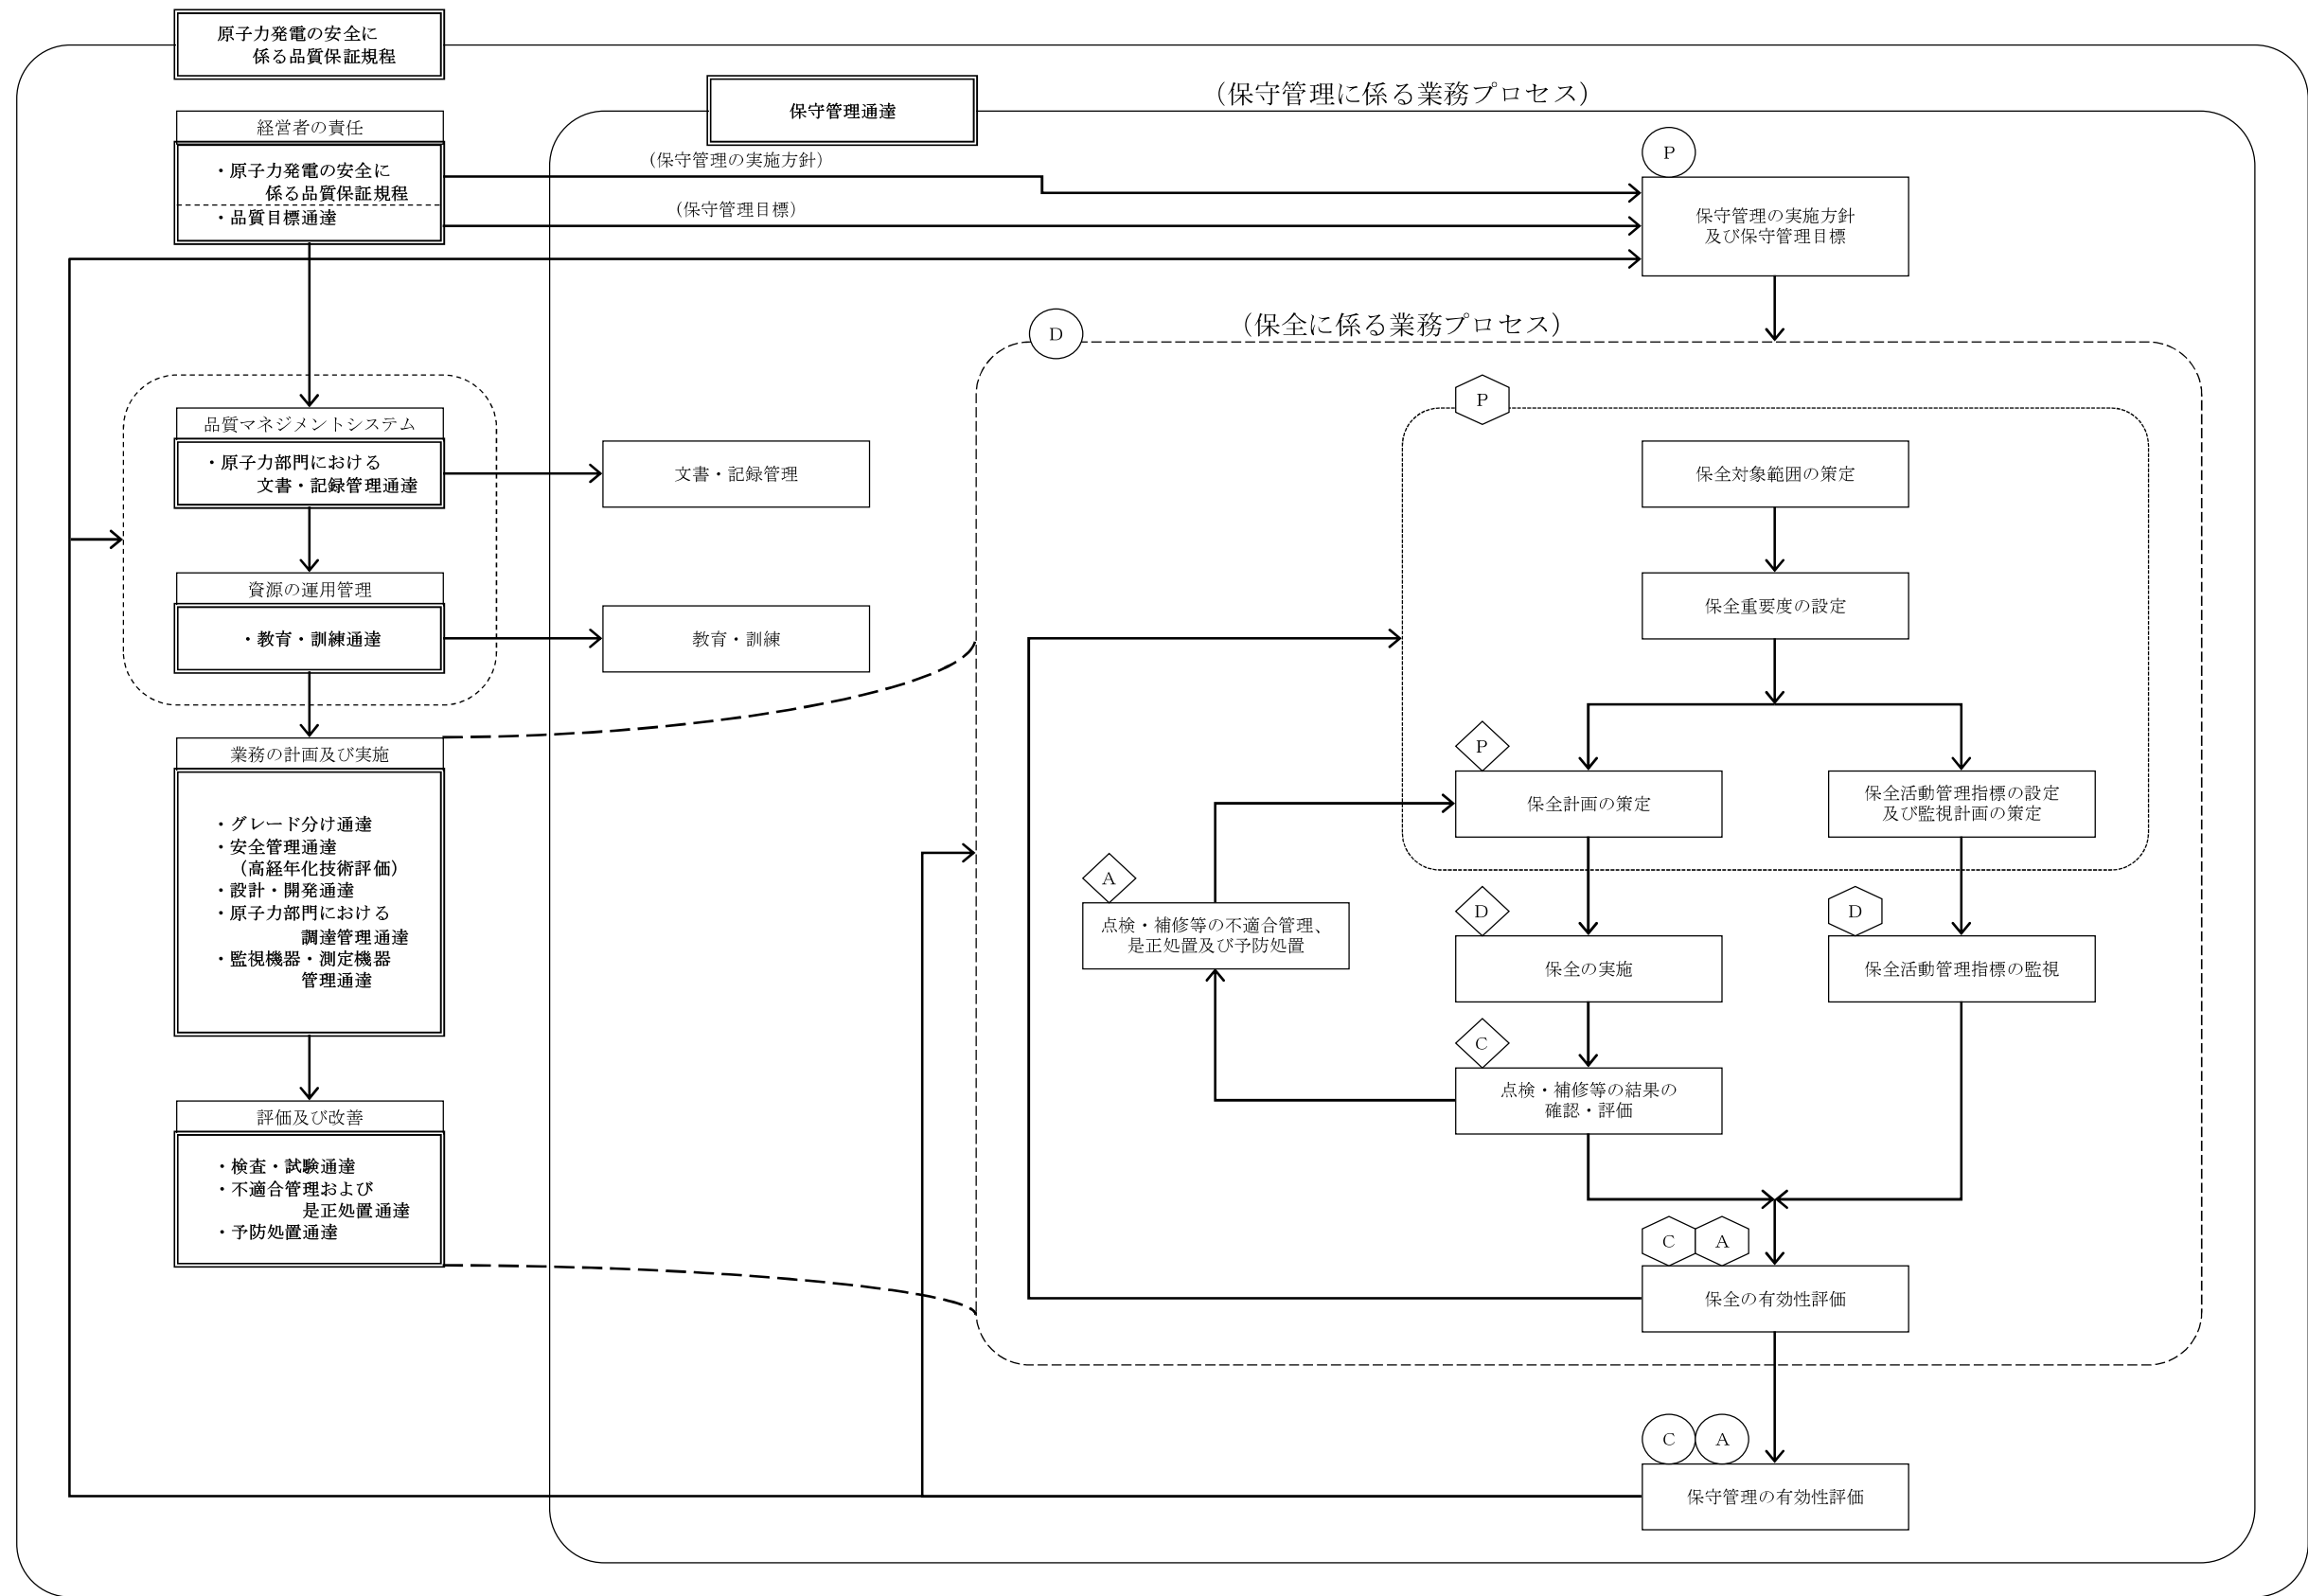 原子力発電の安全に
係る品質保証規程
経営者の責任
・原子力発電の安全に
係る品質保証規程
・品質目標通達
品質マネジメントシステム
・原子力部門における
文書・記録管理通達
資源の運用管理
・教育・訓練通達
業務の計画及び実施
・グレード分け通達
・安全管理通達
（高経年化技術評価）
・設計・開発通達
・原子力部門における
調達管理通達
・監視機器・測定機器
管理通達
評価及び改善
・検査・試験通達
・不適合管理および
是正処置通達
・予防処置通達
保守管理通達
（保守管理に係る業務プロセス）
（保守管理の実施方針）
（保守管理目標）
P
保守管理の実施方針
及び保守管理目標
文書・記録管理
教育・訓練
D
（保全に係る業務プロセス）
P
保全対象範囲の策定
保全重要度の設定
P
保全計画の策定
保全活動管理指標の設定
及び監視計画の策定
A
点検・補修等の不適合管理、
是正処置及び予防処置
D
保全の実施
D
保全活動管理指標の監視
C
点検・補修等の結果の
確認・評価
C A
保全の有効性評価
C A
保守管理の有効性評価